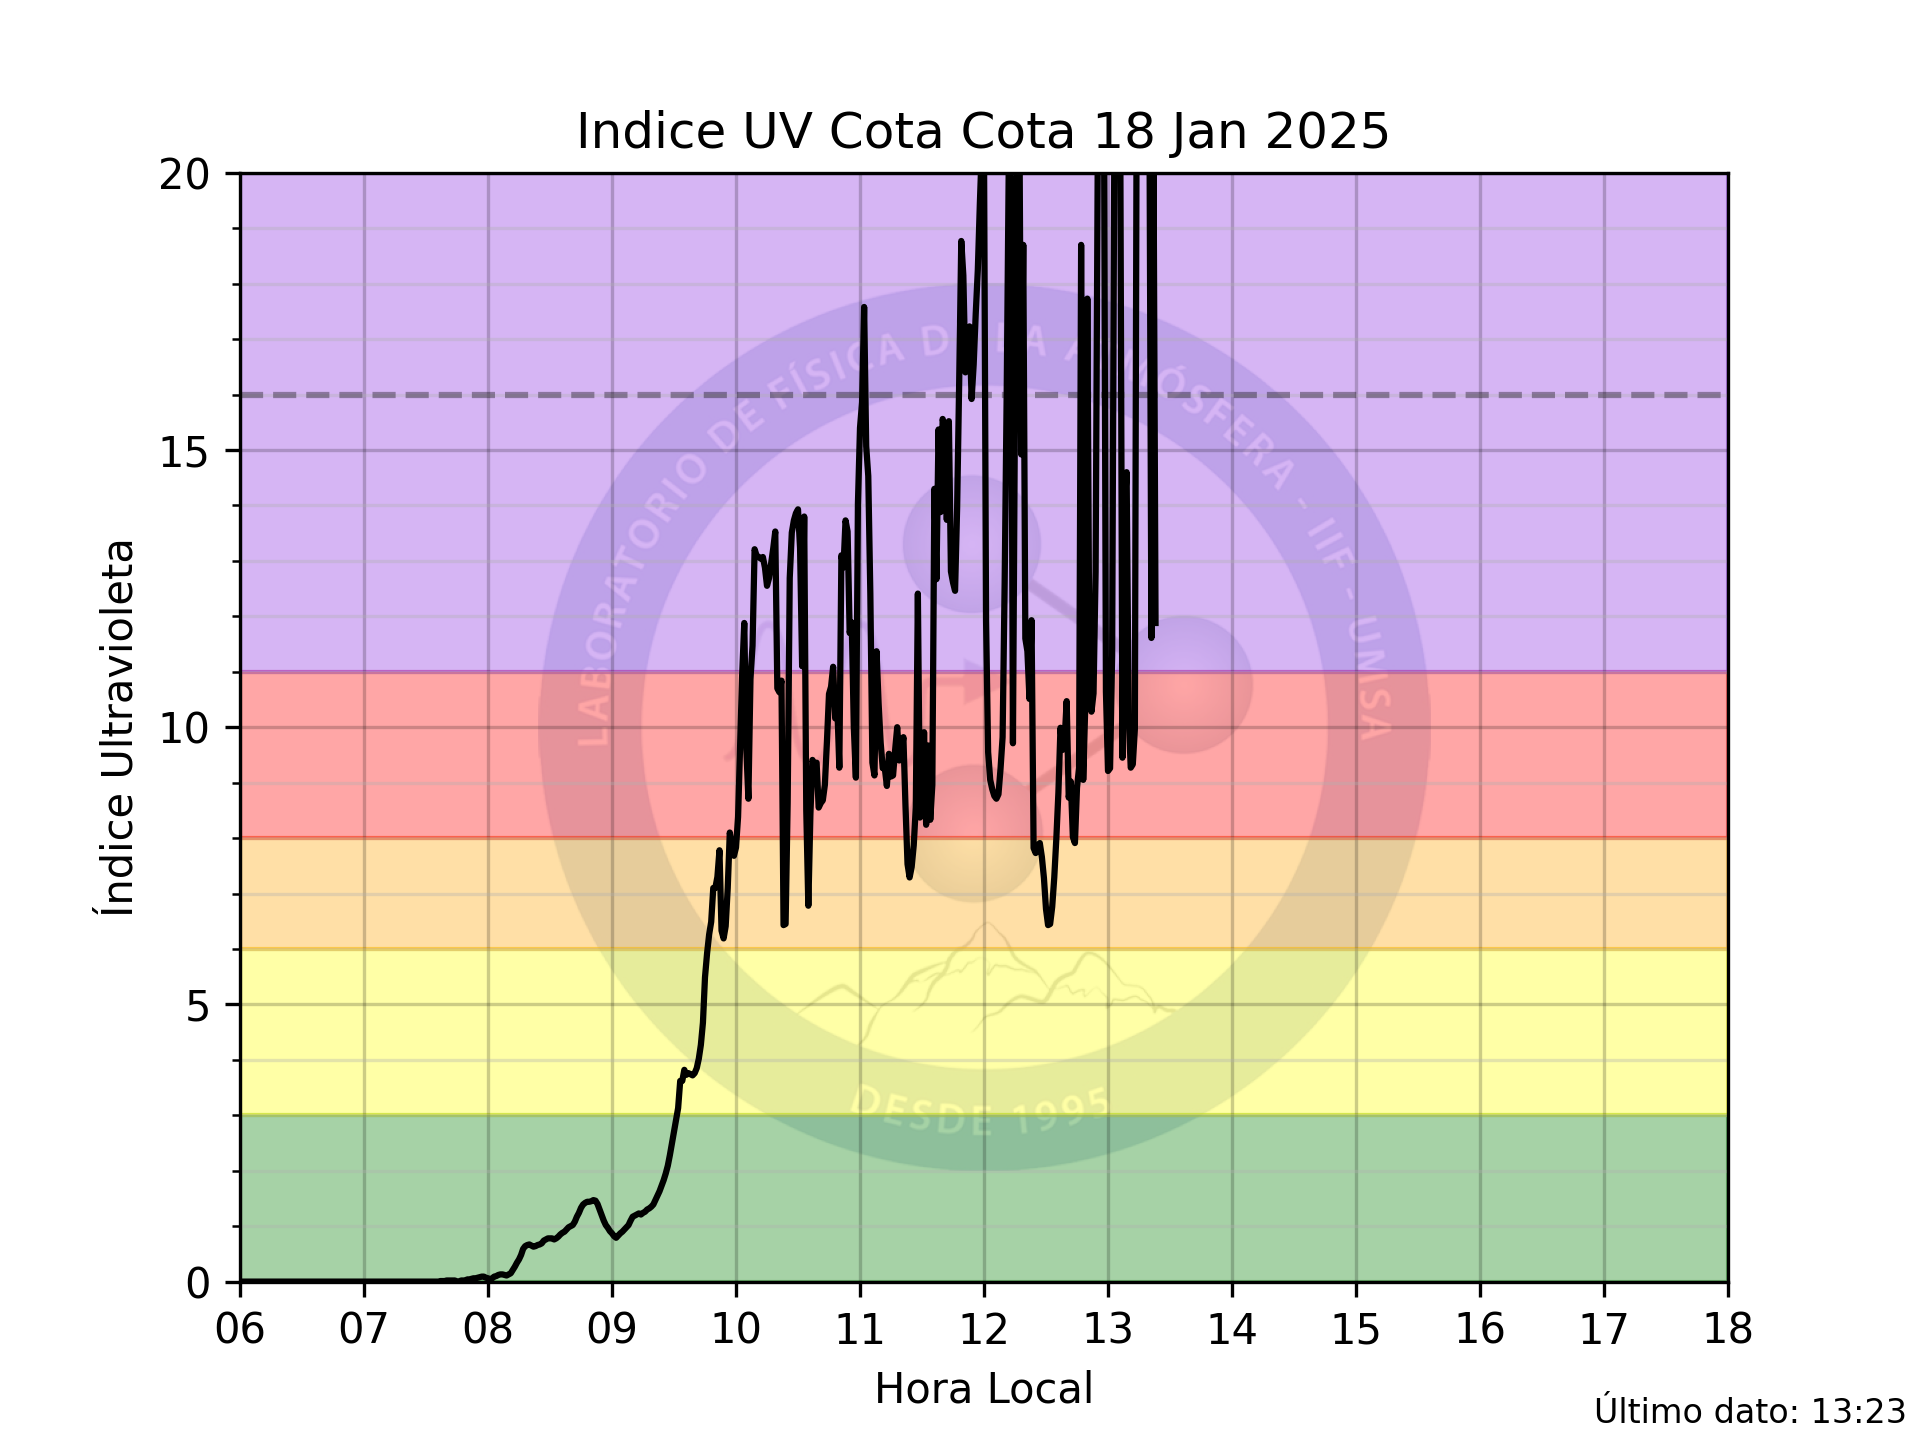 Indice UV Cota Cota 18 Jan 2025
20
15
10
5
0
Índice Ultravioleta
LABORATORIO DE FÍSICA DE LA ATMÓSFERA - IIF - UMSA
DESDE 1995
06 07 08 09 10 11 12 13 14 15 16 17 18
Hora Local
Último dato: 13:23